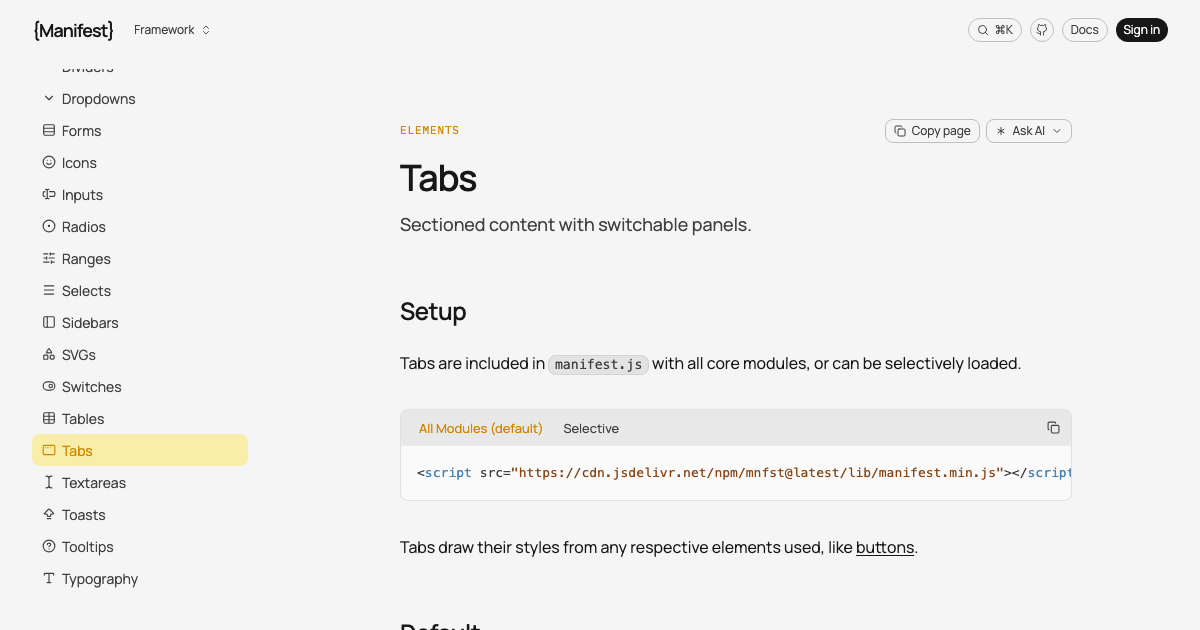 {Manifest}
Framework
⌘K
Docs
Sign in
Dividers
Dropdowns
Forms
Icons
Inputs
Radios
Ranges
Selects
Sidebars
SVGs
Switches
Tables
Tabs
Textareas
Toasts
Tooltips
Typography
ELEMENTS
Copy page
Ask AI
Tabs
Sectioned content with switchable panels.
Setup
Tabs are included in manifest.js with all core modules, or can be selectively loaded.
All Modules (default)
Selective
<script src="https://cdn.jsdelivr.net/npm/mnfst@latest/lib/manifest.min.js"></script
Tabs draw their styles from any respective elements used, like buttons.
Default